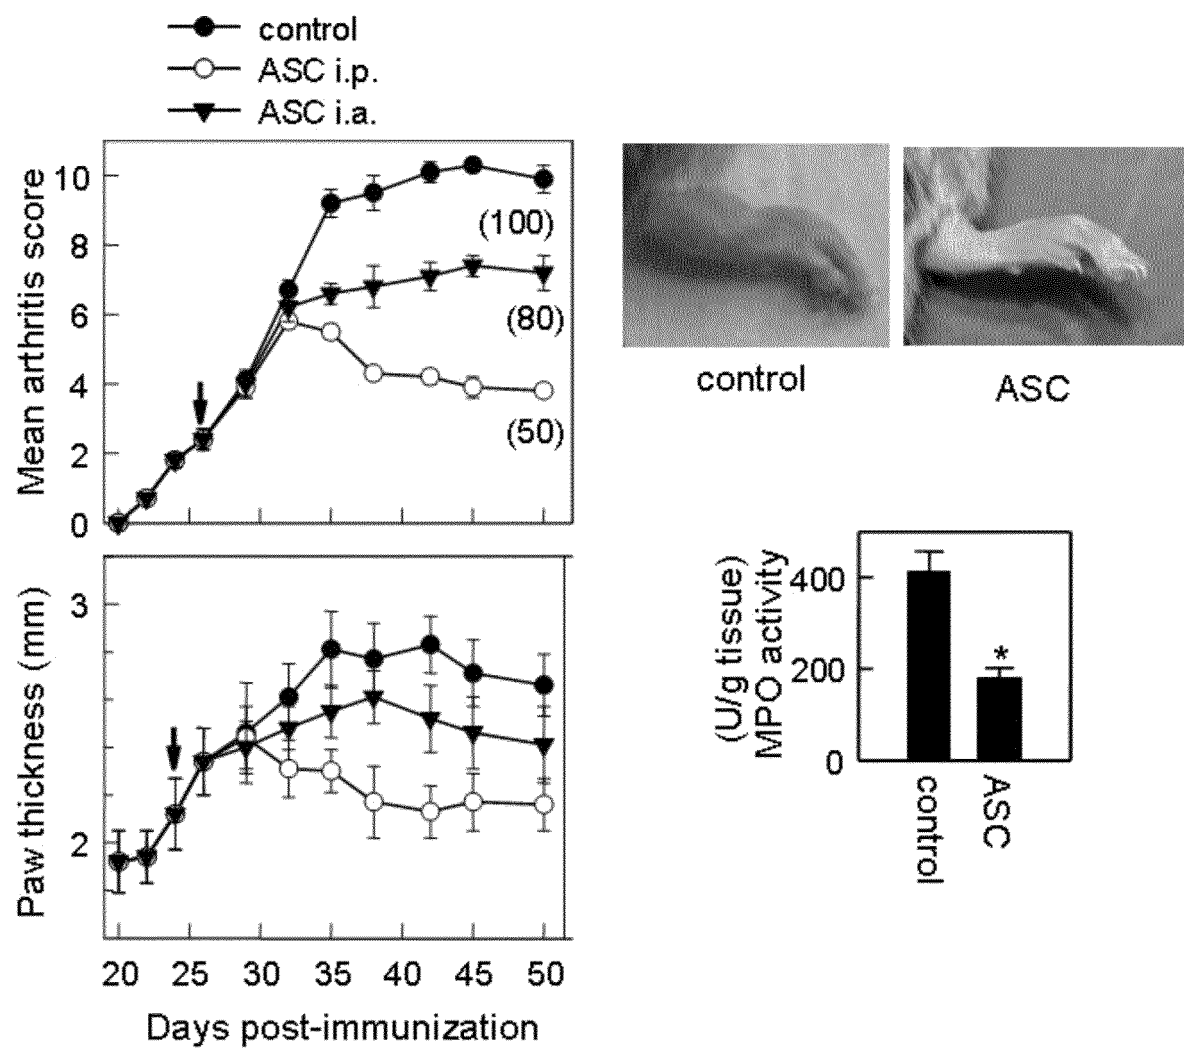 control
ASC i.p.
ASC i.a.
Mean arthritis score
10
8
6
4
2
0
(100)
(80)
(50)
control
ASC
Paw thickness (mm)
3
2
20 25 30 35 40 45 50
Days post-immunization
(U/g tissue)
MPO activity
400
200
0
*
control
ASC